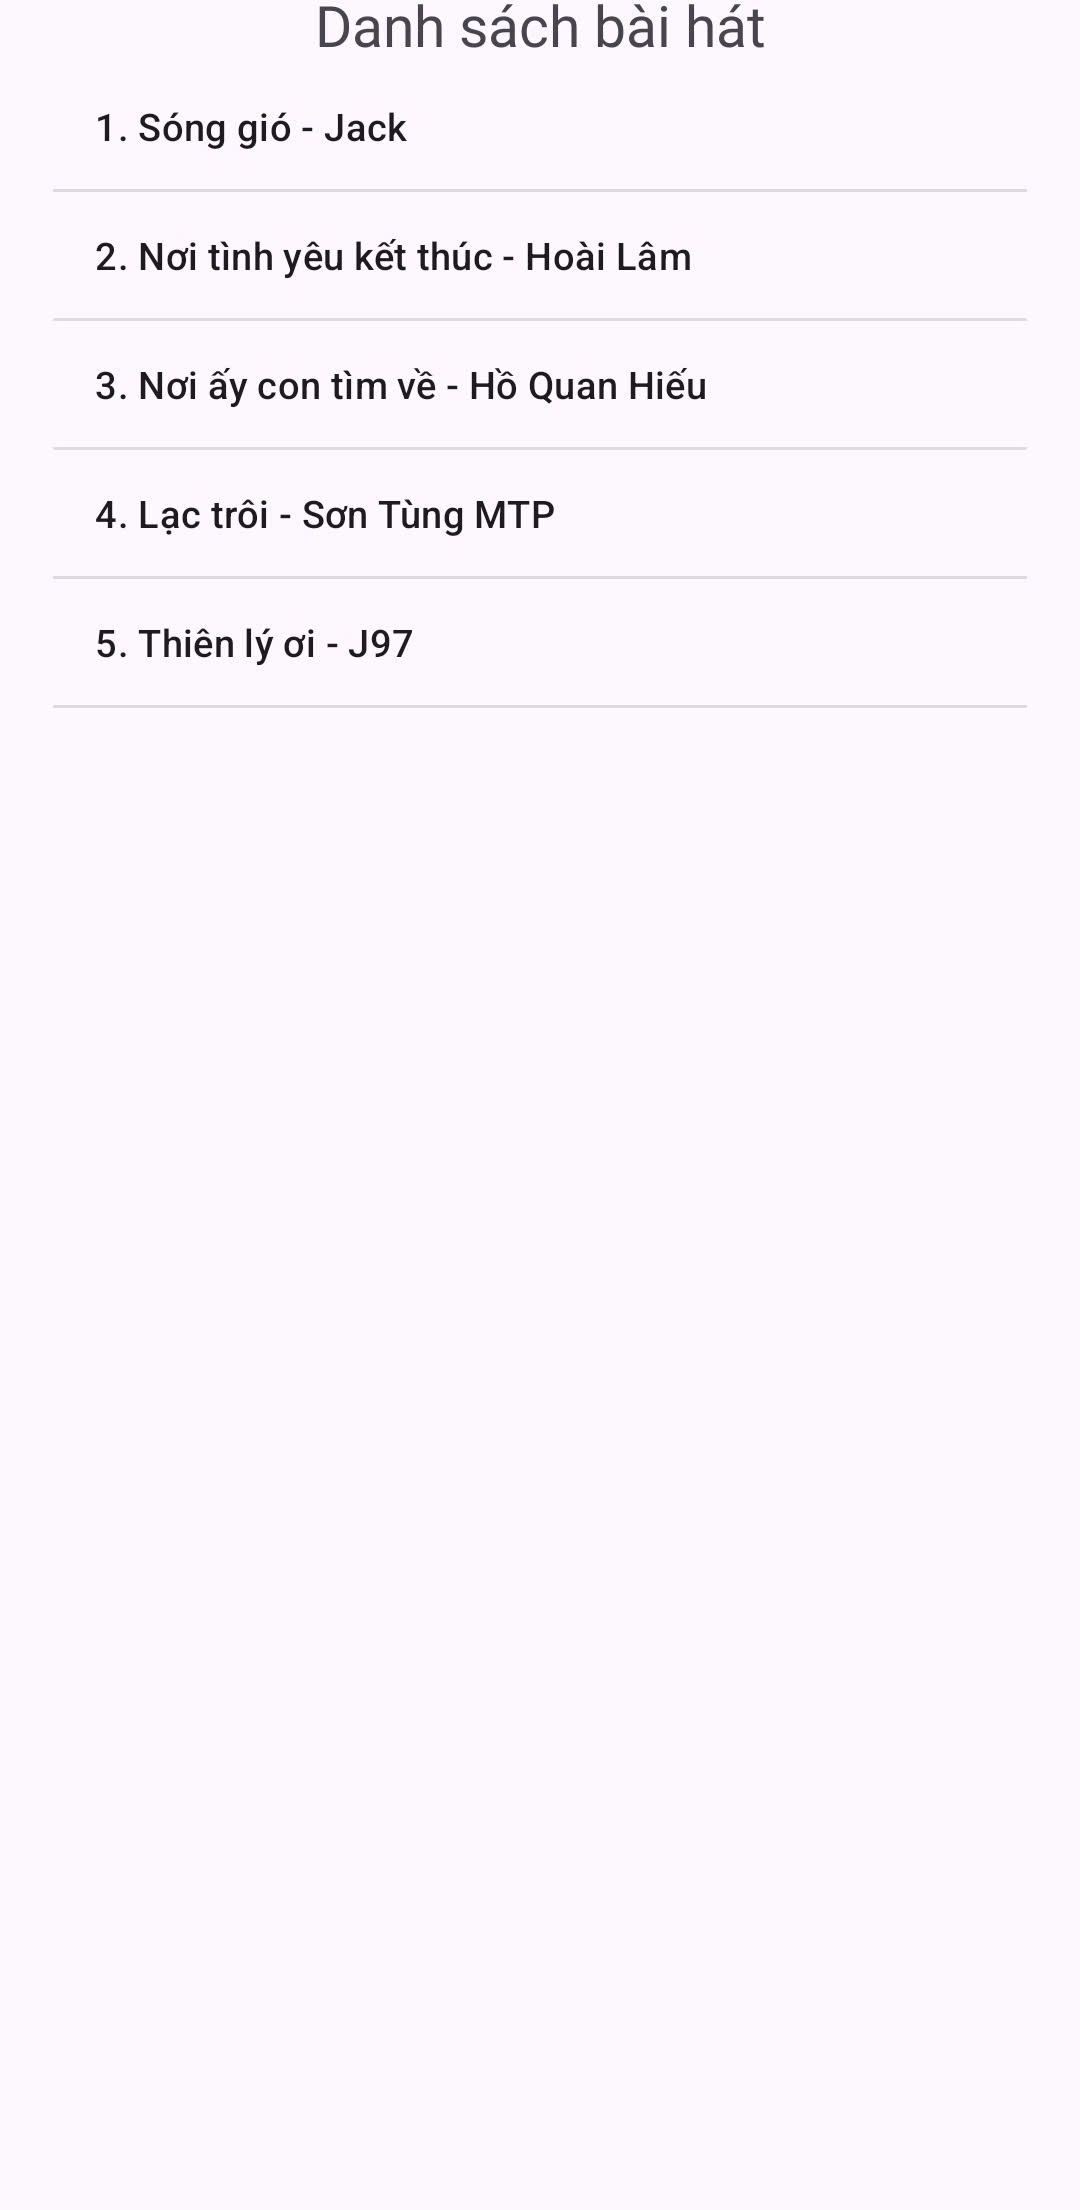 Danh sách bài hát
1. Sóng gió - Jack
2. Nơi tình yêu kết thúc - Hoài Lâm
3. Nơi ấy con tìm về - Hồ Quan Hiếu
4. Lạc trôi - Sơn Tùng MTP
5. Thiên lý ơi - J97